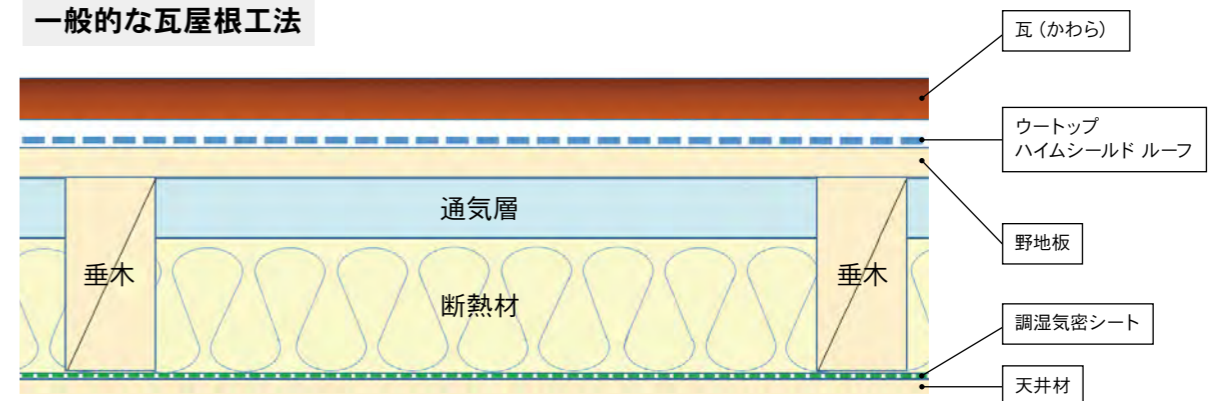 一般的な瓦屋根工法
瓦（かわら）
ウートップ
ハイムシールド ルーフ
通気層
野地板
垂木
断熱材
垂木
調湿気密シート
天井材